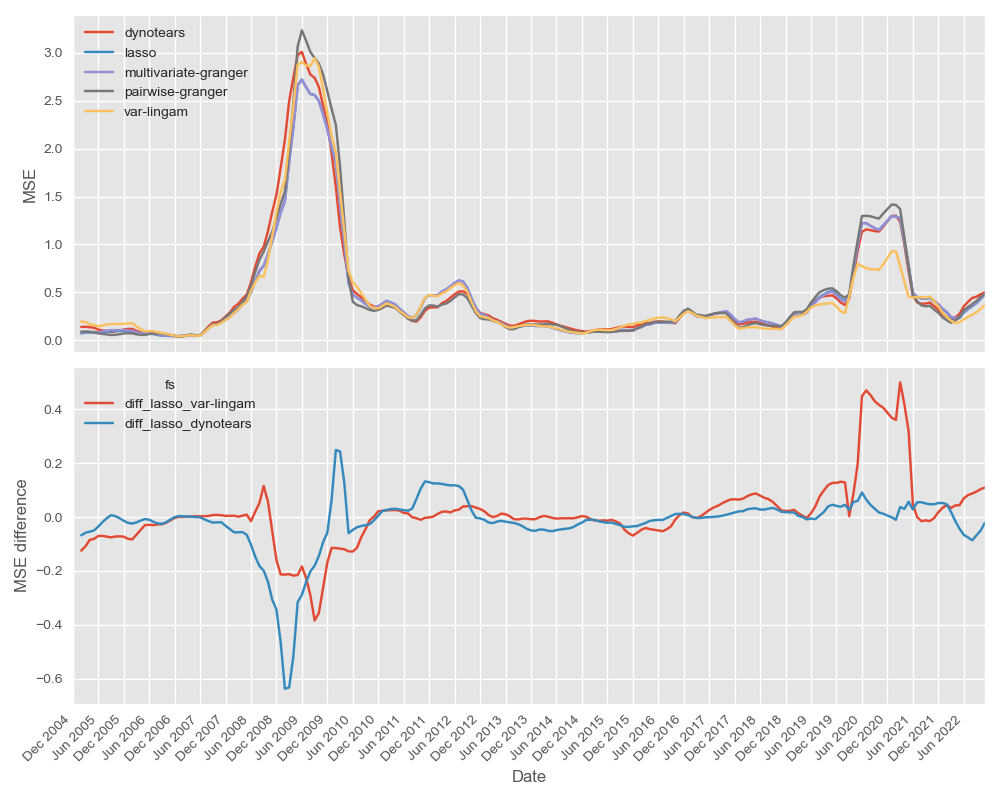 dynotears
lasso
multivariate-granger
pairwise-granger
var-lingam
3.0
2.5
2.0
1.5
1.0
0.5
0.0
MSE
fs
diff_lasso_var-lingam
diff_lasso_dynotears
0.4
0.2
0.0
−0.2
−0.4
−0.6
MSE difference
Dec 2004
Jun 2005
Dec 2005
Jun 2006
Dec 2006
Jun 2007
Dec 2007
Jun 2008
Dec 2008
Jun 2009
Dec 2009
Jun 2010
Dec 2010
Jun 2011
Dec 2011
Jun 2012
Dec 2012
Jun 2013
Dec 2013
Jun 2014
Dec 2014
Jun 2015
Dec 2015
Jun 2016
Dec 2016
Jun 2017
Dec 2017
Jun 2018
Dec 2018
Jun 2019
Dec 2019
Jun 2020
Dec 2020
Jun 2021
Dec 2021
Jun 2022
Date